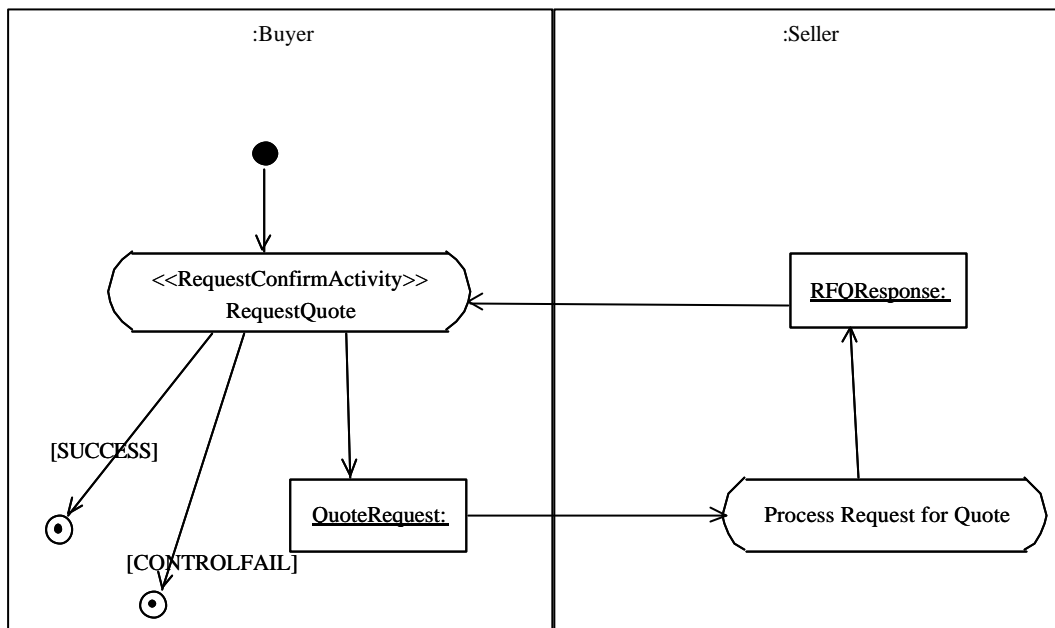 :Buyer
:Seller
<<RequestConfirmActivity>>
RequestQuote
RFQResponse:
[SUCCESS]
QuoteRequest:
Process Request for Quote
[CONTROLFAIL]